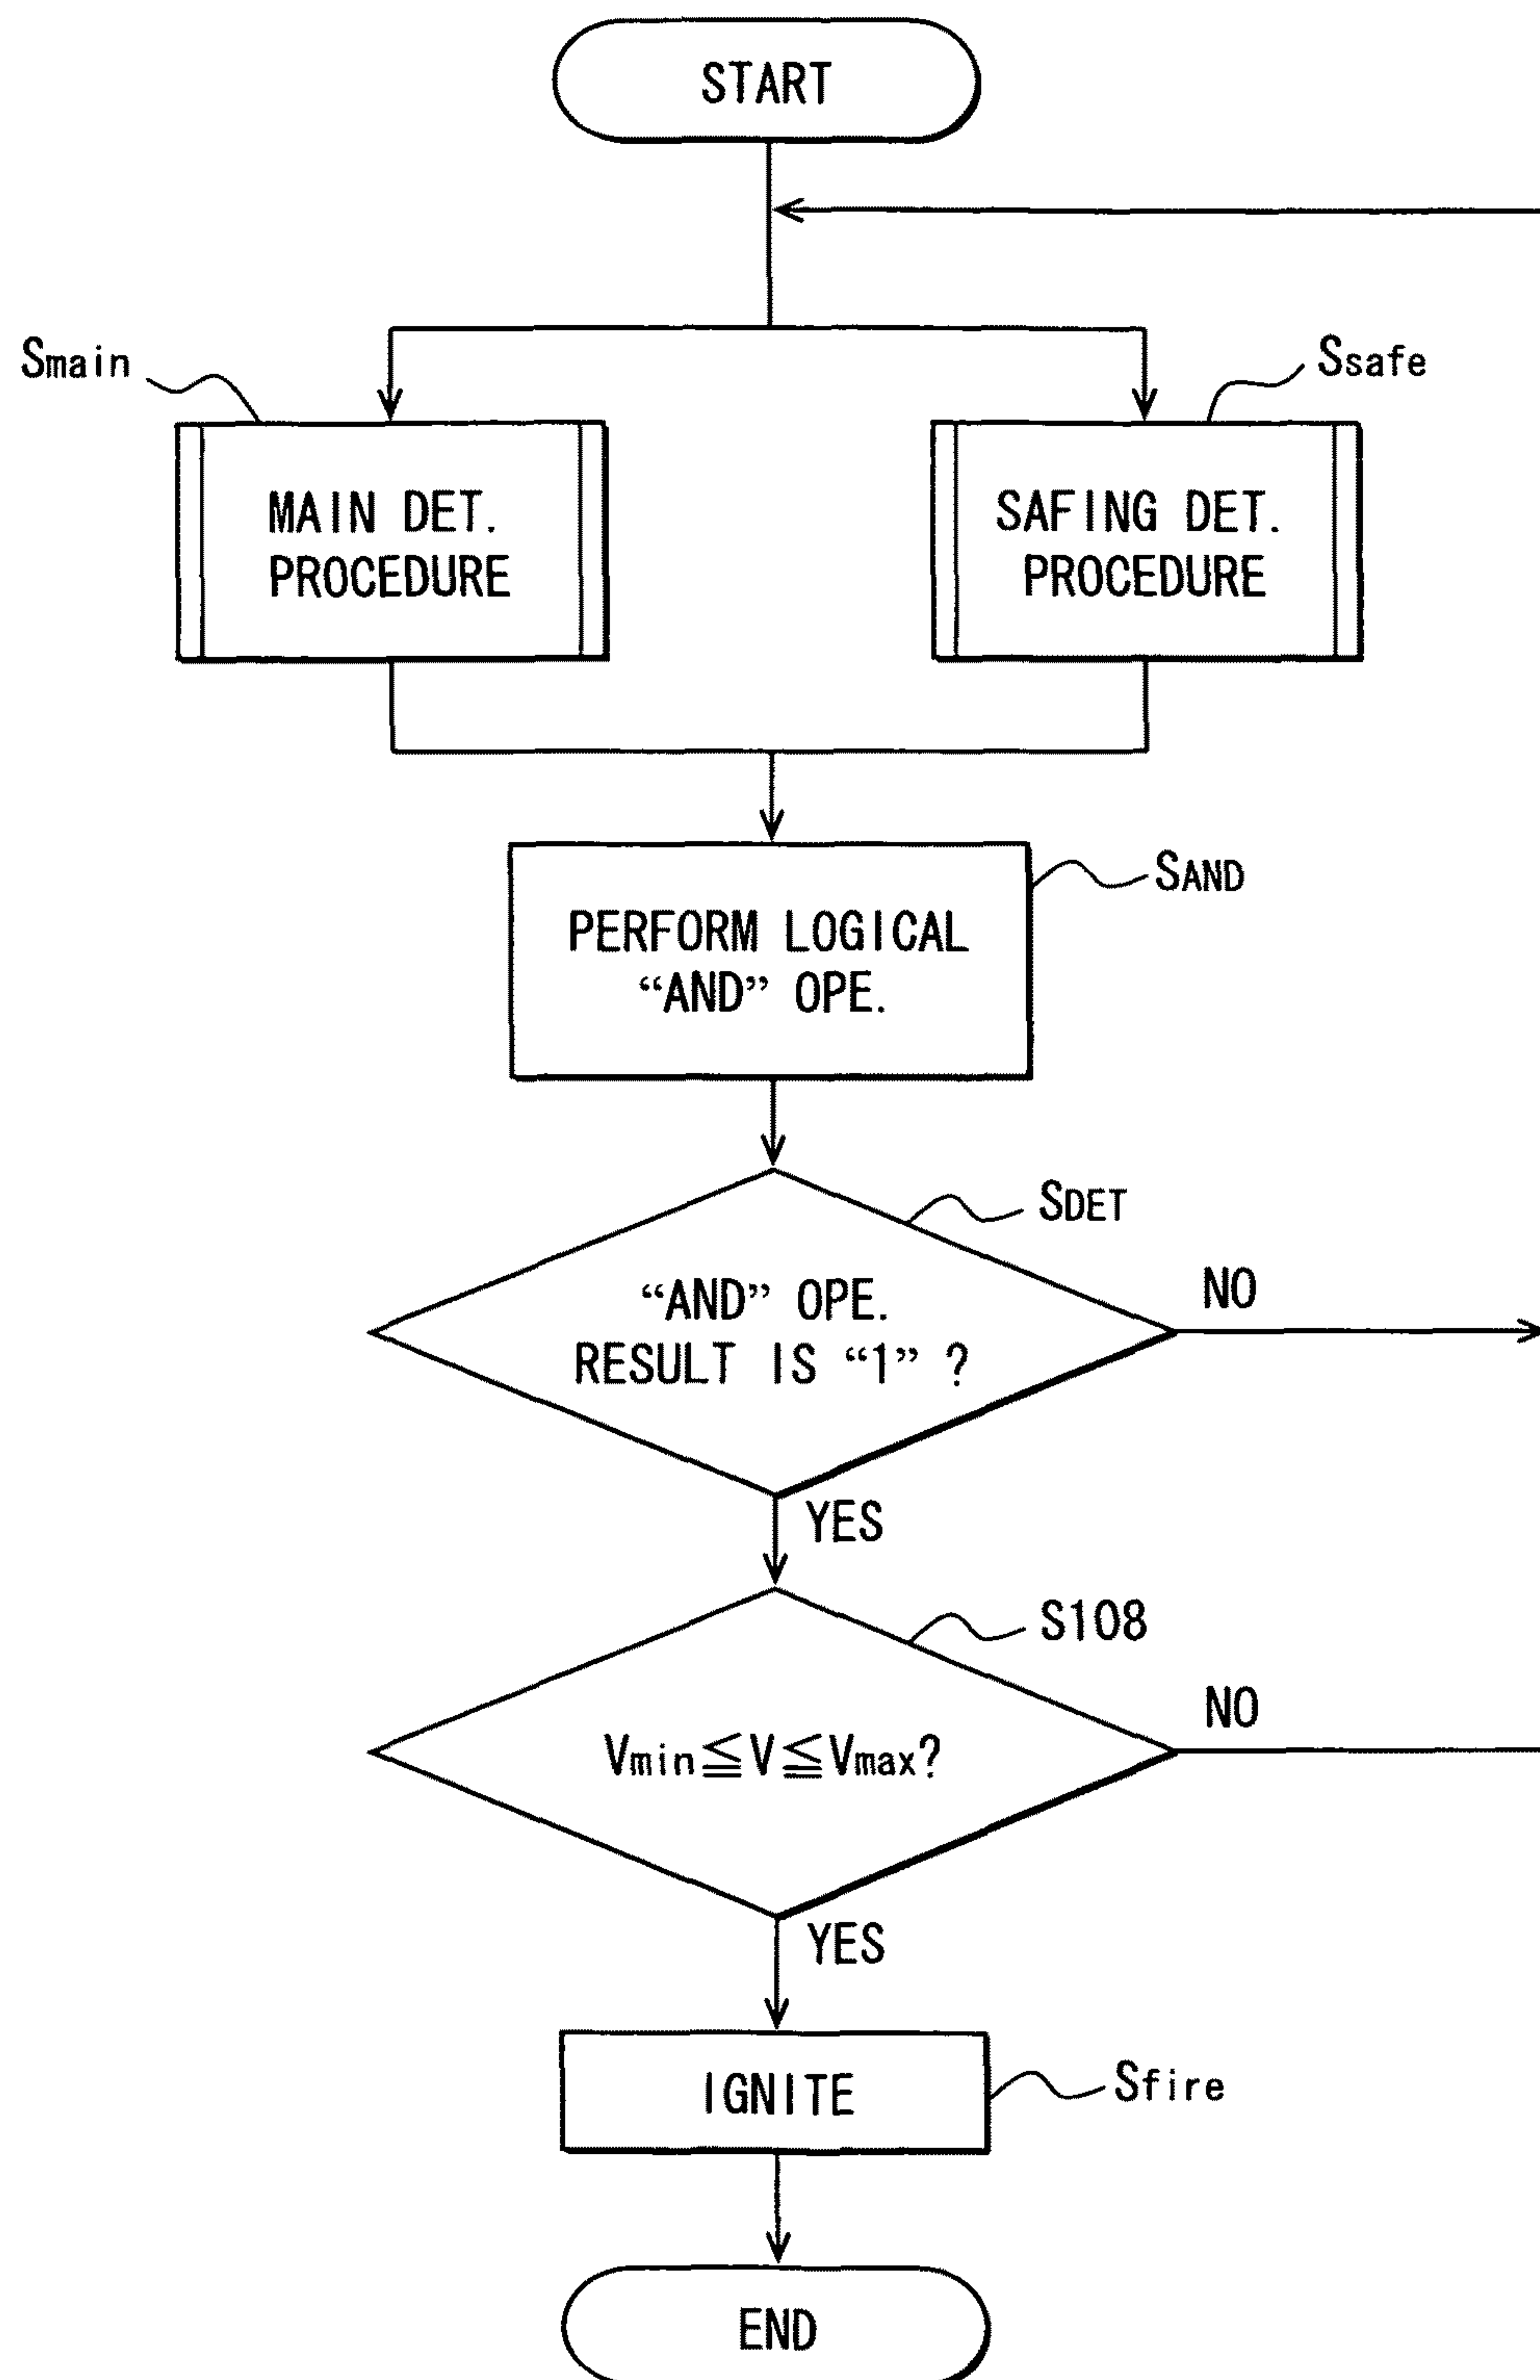 START
Smain
Ssafe
MAIN DET.
PROCEDURE
SAFING DET.
PROCEDURE
SAND
PERFORM LOGICAL
“AND” OPE.
SDET
“AND” OPE.
RESULT IS “1” ?
NO
YES
S108
Vmin≦V≦Vmax?
NO
YES
IGNITE
Sfire
END